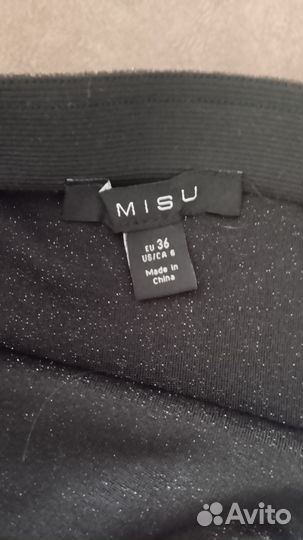 MISU
EU 36
US/CA 6
Made in
China
Avito